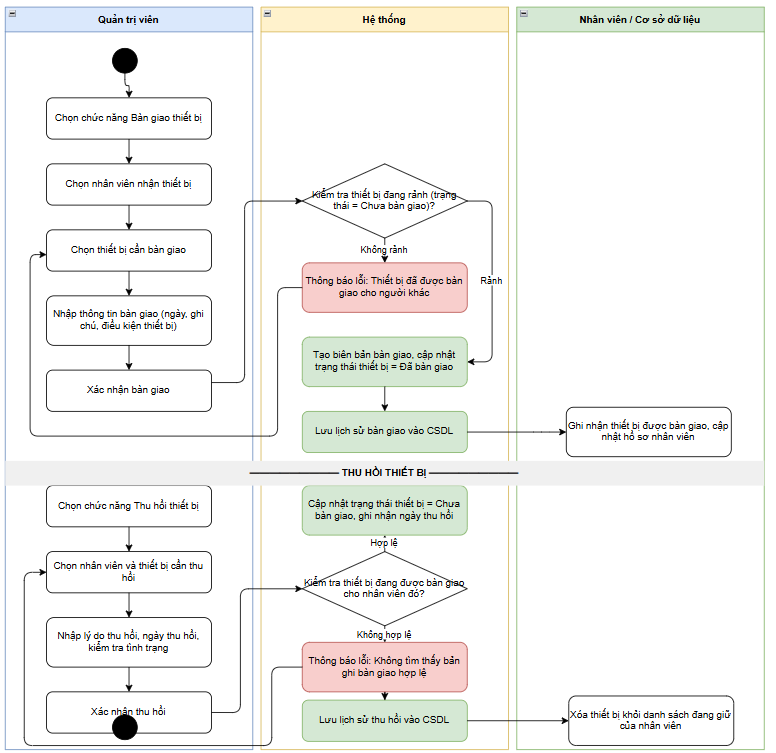 Quản trị viên
Hệ thống
Nhân viên / Cơ sở dữ liệu
Chọn chức năng Bàn giao thiết bị
Chọn nhân viên nhận thiết bị
Chọn thiết bị cần bàn giao
Nhập thông tin bàn giao (ngày, ghi
chú, điều kiện thiết bị)
Xác nhận bàn giao
Kiểm tra thiết bị đang rảnh (trạng
thái = Chưa bàn giao)?
Không rảnh
Rảnh
Thông báo lỗi: Thiết bị đã được bàn
giao cho người khác
Tạo biên bản bàn giao, cập nhật
trạng thái thiết bị = Đã bàn giao
Lưu lịch sử bàn giao vào CSDL
Ghi nhận thiết bị được bàn giao, cập
nhật hồ sơ nhân viên
THU HỒI THIẾT BỊ
Chọn chức năng Thu hồi thiết bị
Chọn nhân viên và thiết bị cần thu
hồi
Nhập lý do thu hồi, ngày thu hồi,
kiểm tra tình trạng
Xác nhận thu hồi
Cập nhật trạng thái thiết bị = Chưa
bàn giao, ghi nhận ngày thu hồi
Hợp lệ
Kiểm tra thiết bị đang được bàn giao
cho nhân viên đó?
Không hợp lệ
Thông báo lỗi: Không tìm thấy bản
ghi bàn giao hợp lệ
Lưu lịch sử thu hồi vào CSDL
Xóa thiết bị khỏi danh sách đang giữ
của nhân viên